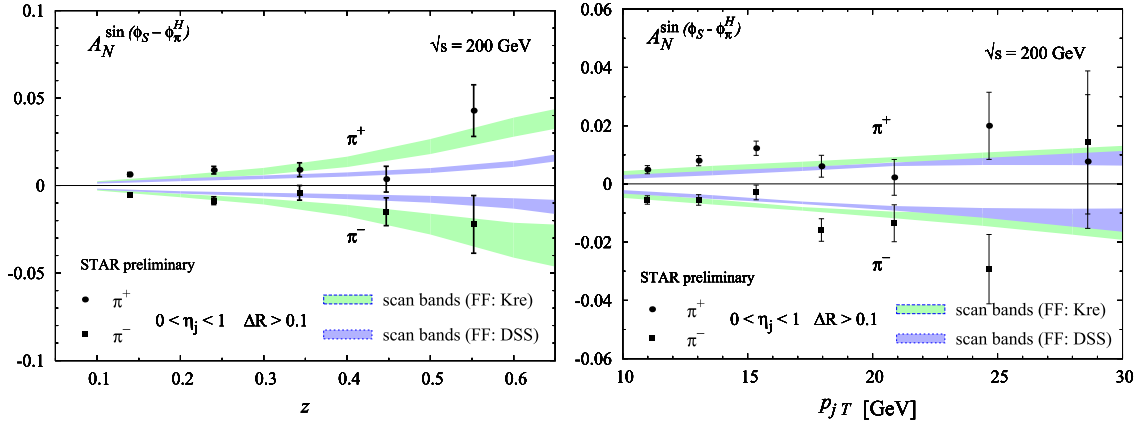 0.1
A_N^{sin(ϕ_S − ϕ_π^H)}
√s = 200 GeV
0.05
π⁺
0
π⁻
-0.05
STAR preliminary
π⁺ scan bands (FF: Kre)
π⁻ 0 < η_j < 1 ΔR > 0.1 scan bands (FF: DSS)
-0.1
0.1 0.2 0.3 0.4 0.5 0.6
z
0.06
A_N^{sin(ϕ_S − ϕ_π^H)}
√s = 200 GeV
0.04
0.02
π⁺
0
-0.02
π⁻
STAR preliminary
-0.04
π⁺ scan bands (FF: Kre)
π⁻ 0 < η_j < 1 ΔR > 0.1 scan bands (FF: DSS)
-0.06
10 15 20 25 30
p_{j T} [GeV]